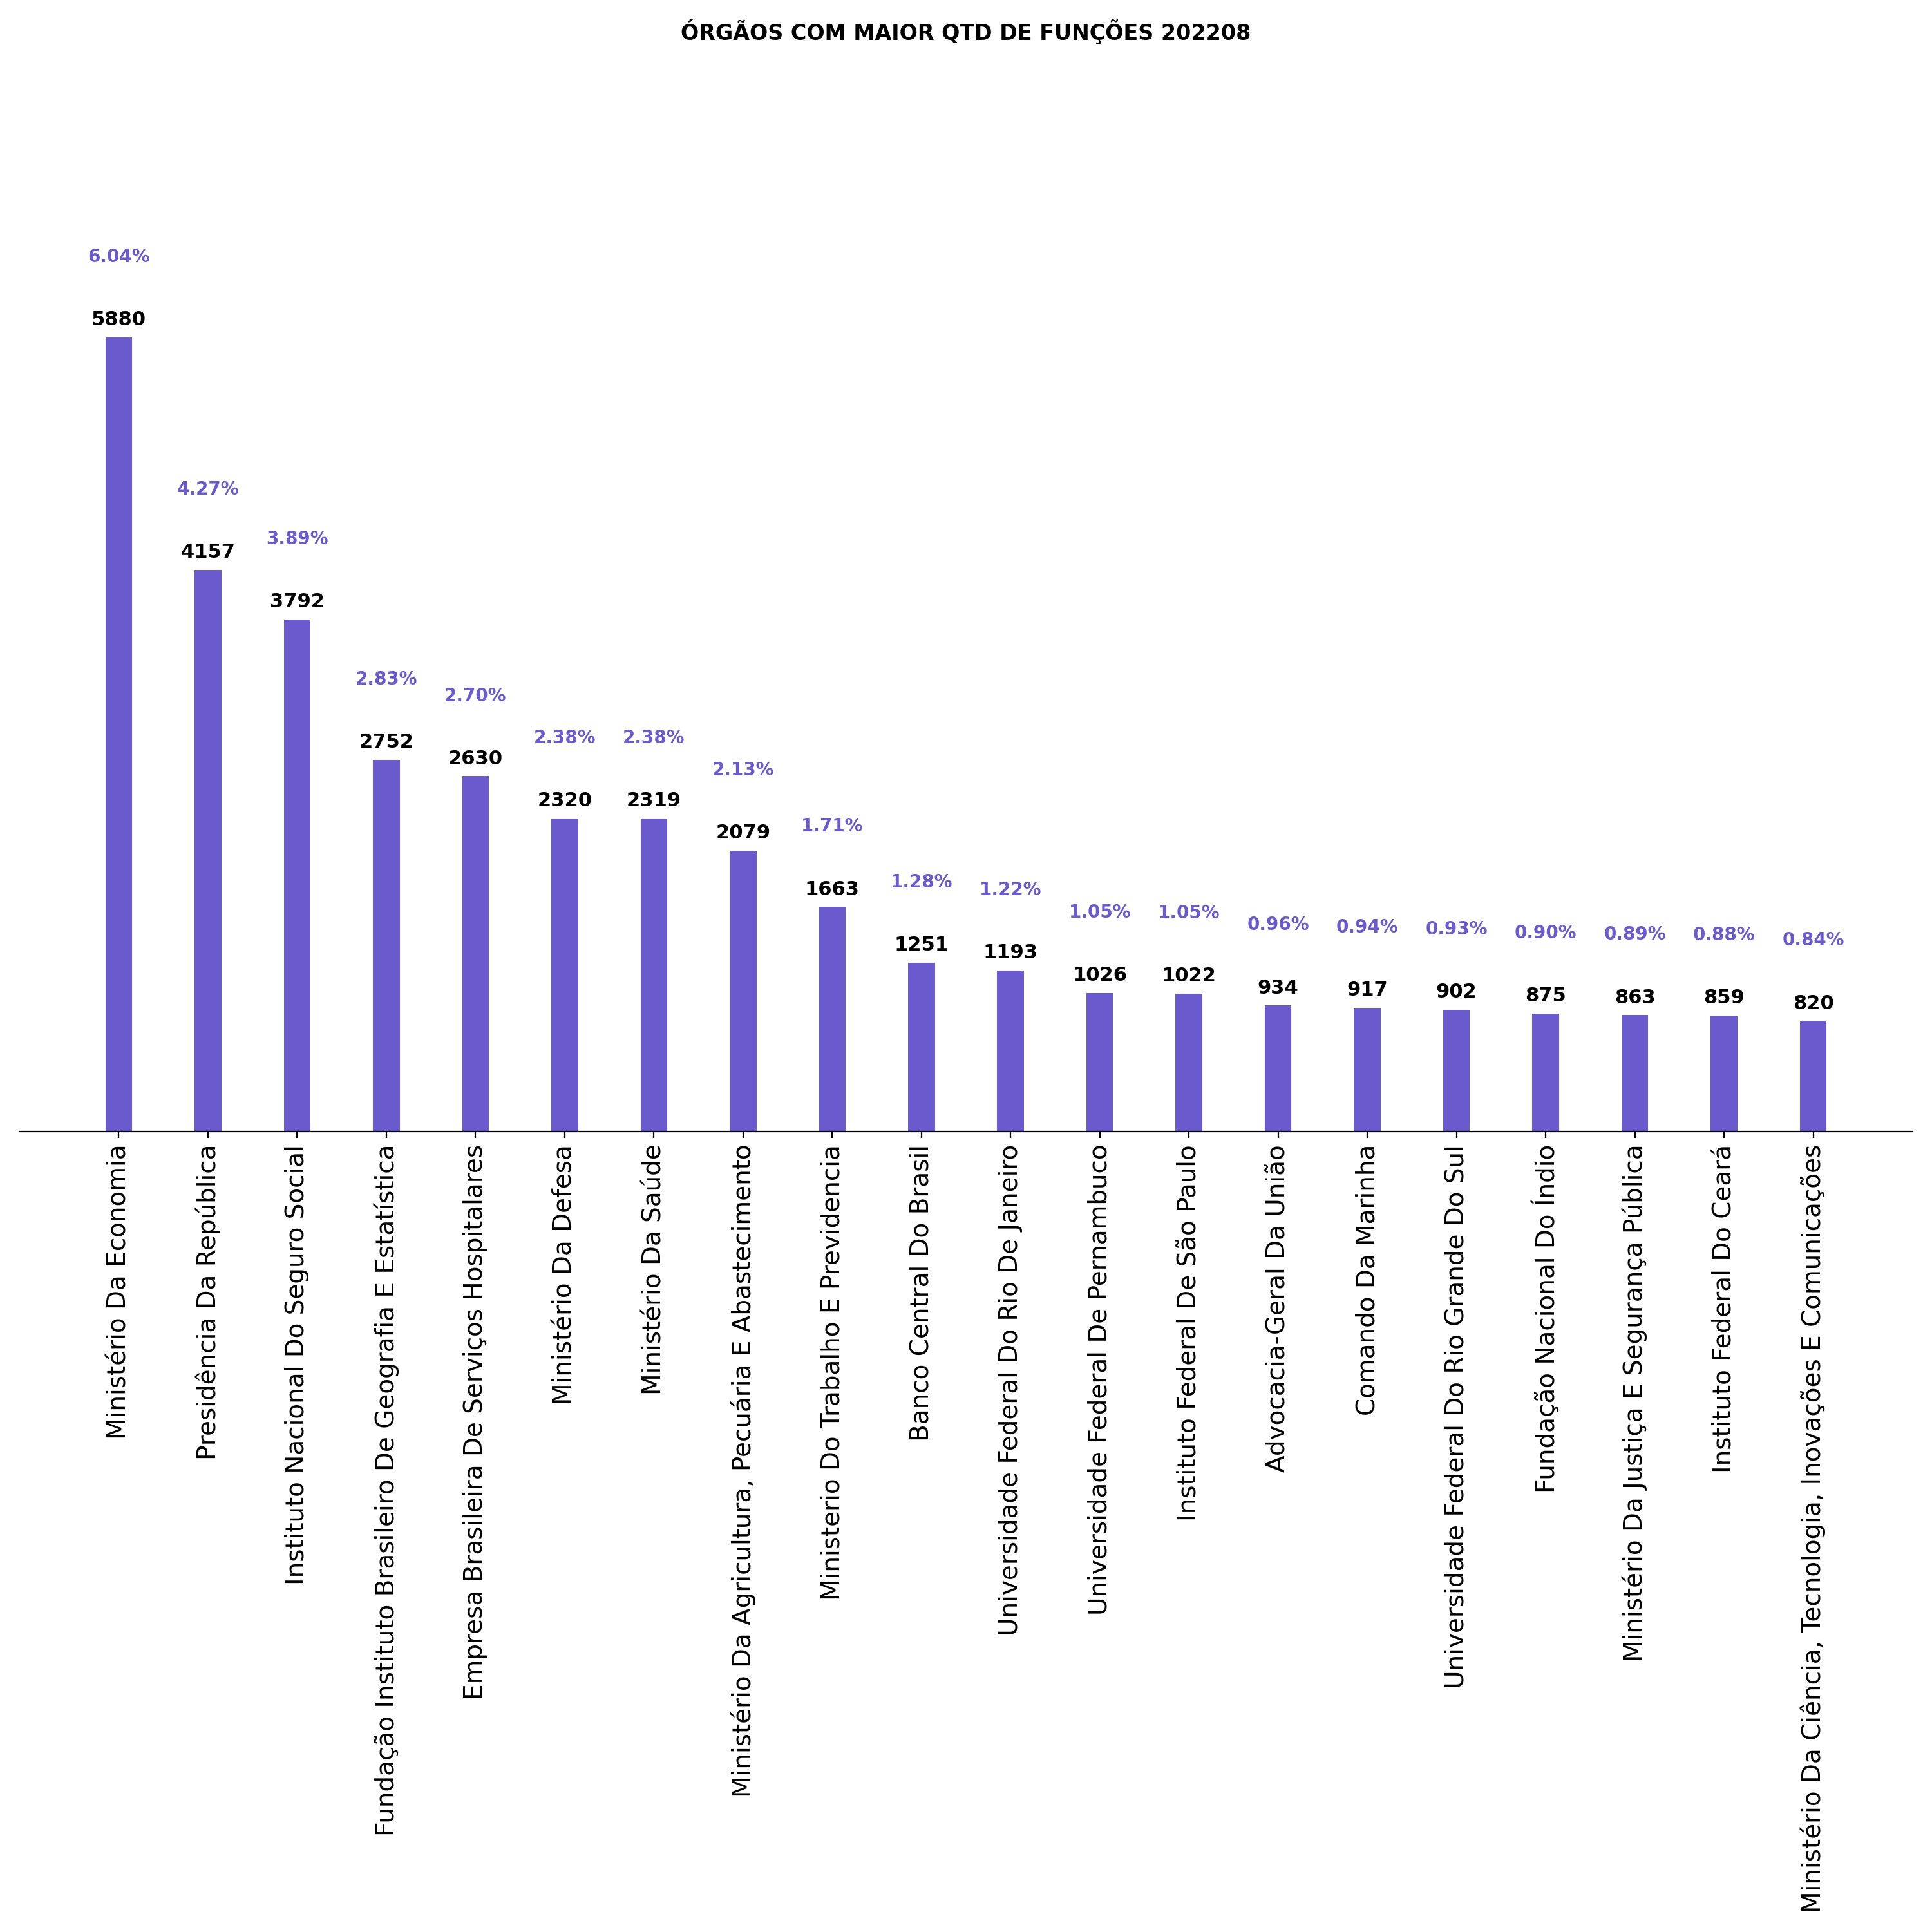 ÓRGÃOS COM MAIOR QTD DE FUNÇÕES 202208
6.04%
5880
4.27%
4157
3.89%
3792
2.83%
2752
2.70%
2630
2.38%
2320
2.38%
2319
2.13%
2079
1.71%
1663
1.28%
1251
1.22%
1193
1.05%
1026
1.05%
1022
0.96%
934
0.94%
917
0.93%
902
0.90%
875
0.89%
863
0.88%
859
0.84%
820
Ministério Da Economia
Presidência Da República
Instituto Nacional Do Seguro Social
Fundação Instituto Brasileiro De Geografia E Estatística
Empresa Brasileira De Serviços Hospitalares
Ministério Da Defesa
Ministério Da Saúde
Ministério Da Agricultura, Pecuária E Abastecimento
Ministerio Do Trabalho E Previdencia
Banco Central Do Brasil
Universidade Federal Do Rio De Janeiro
Universidade Federal De Pernambuco
Instituto Federal De São Paulo
Advocacia-Geral Da União
Comando Da Marinha
Universidade Federal Do Rio Grande Do Sul
Fundação Nacional Do Índio
Ministério Da Justiça E Segurança Pública
Instituto Federal Do Ceará
Ministério Da Ciência, Tecnologia, Inovações E Comunicações